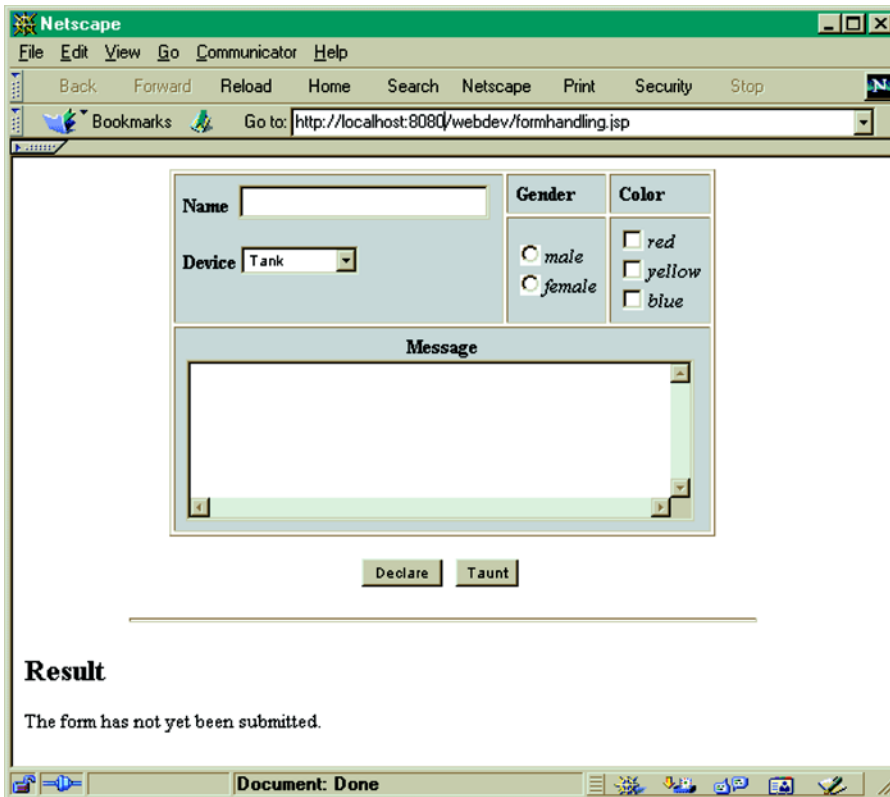 Netscape
File Edit View Go Communicator Help
Back Forward Reload Home Search Netscape Print Security Stop N
Bookmarks Go to: http://localhost:8080/webdev/formhandling.jsp
Name Gender Color
Device Tank male red
female yellow
blue
Message
Declare Taunt
Result
The form has not yet been submitted.
Document: Done